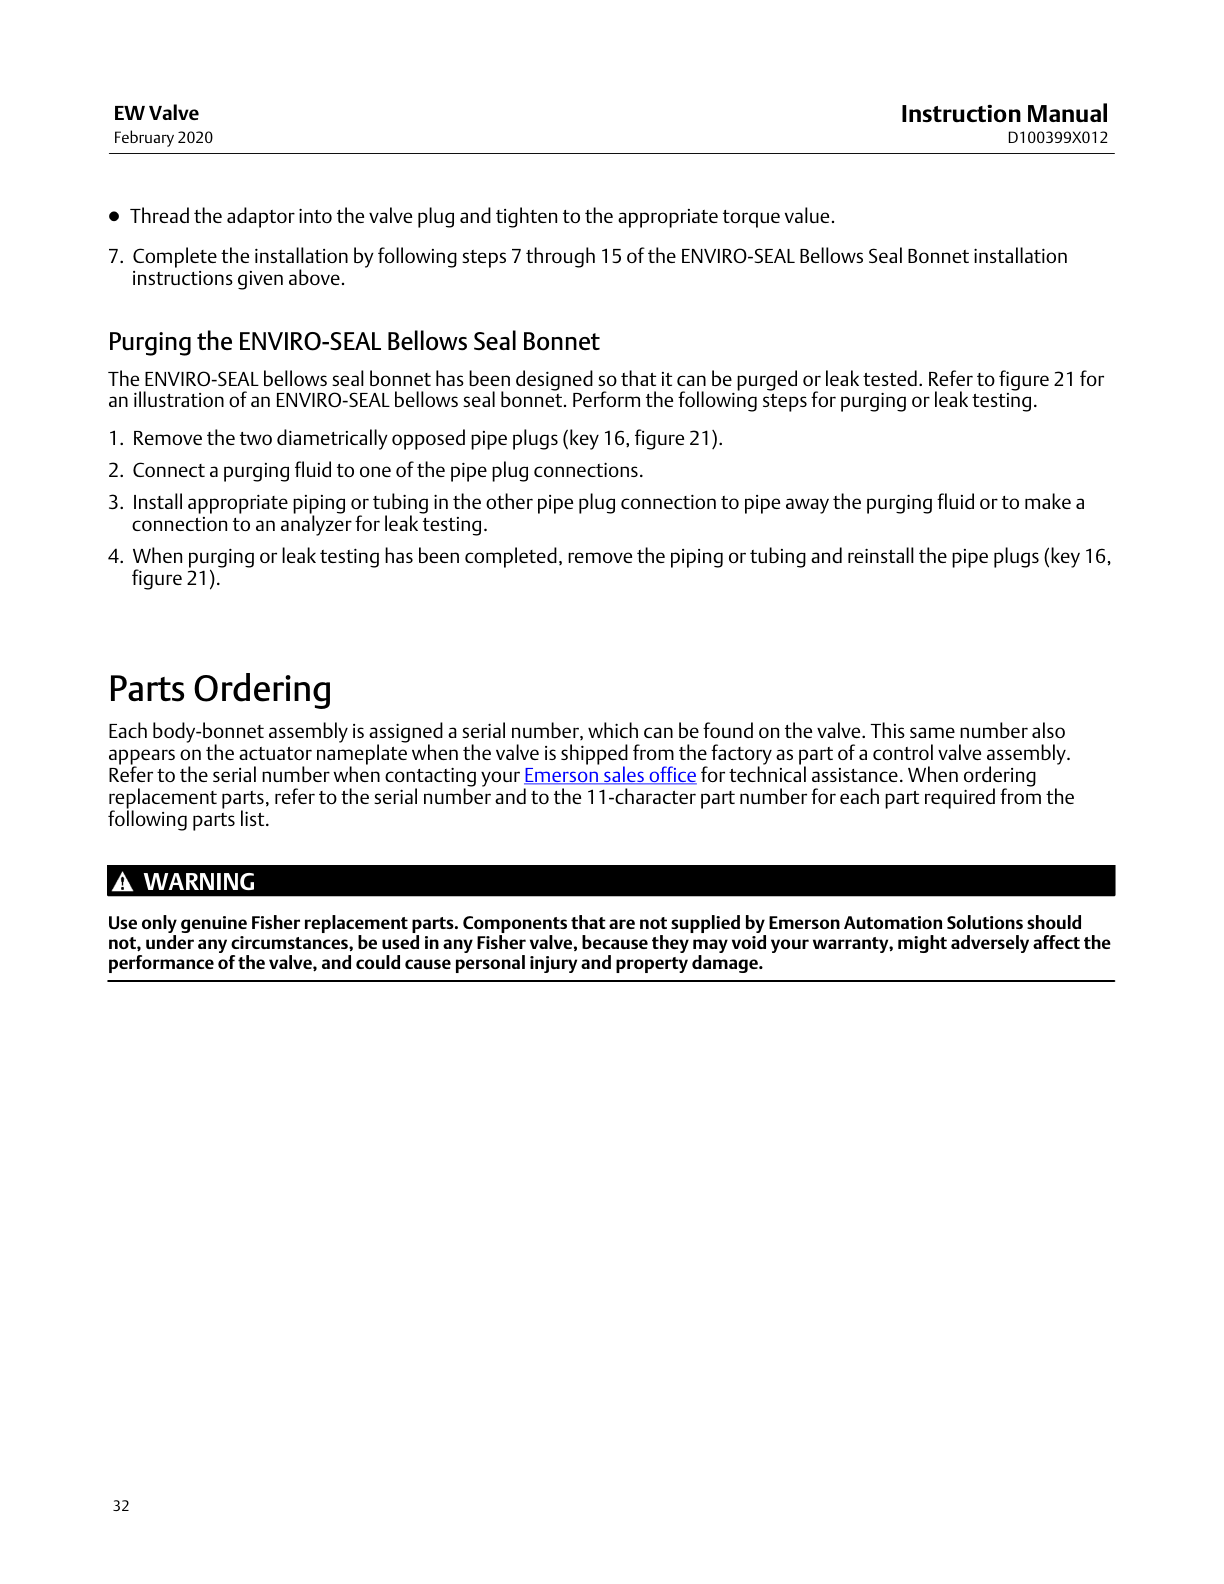 EW Valve
February 2020
Instruction Manual
D100399X012
● Thread the adaptor into the valve plug and tighten to the appropriate torque value.
7. Complete the installation by following steps 7 through 15 of the ENVIRO-SEAL Bellows Seal Bonnet installation
instructions given above.
Purging the ENVIRO-SEAL Bellows Seal Bonnet
The ENVIRO-SEAL bellows seal bonnet has been designed so that it can be purged or leak tested. Refer to figure 21 for
an illustration of an ENVIRO-SEAL bellows seal bonnet. Perform the following steps for purging or leak testing.
1. Remove the two diametrically opposed pipe plugs (key 16, figure 21).
2. Connect a purging fluid to one of the pipe plug connections.
3. Install appropriate piping or tubing in the other pipe plug connection to pipe away the purging fluid or to make a
connection to an analyzer for leak testing.
4. When purging or leak testing has been completed, remove the piping or tubing and reinstall the pipe plugs (key 16,
figure 21).
Parts Ordering
Each body-bonnet assembly is assigned a serial number, which can be found on the valve. This same number also
appears on the actuator nameplate when the valve is shipped from the factory as part of a control valve assembly.
Refer to the serial number when contacting your Emerson sales office for technical assistance. When ordering
replacement parts, refer to the serial number and to the 11-character part number for each part required from the
following parts list.
WARNING
Use only genuine Fisher replacement parts. Components that are not supplied by Emerson Automation Solutions should
not, under any circumstances, be used in any Fisher valve, because they may void your warranty, might adversely affect the
performance of the valve, and could cause personal injury and property damage.
32